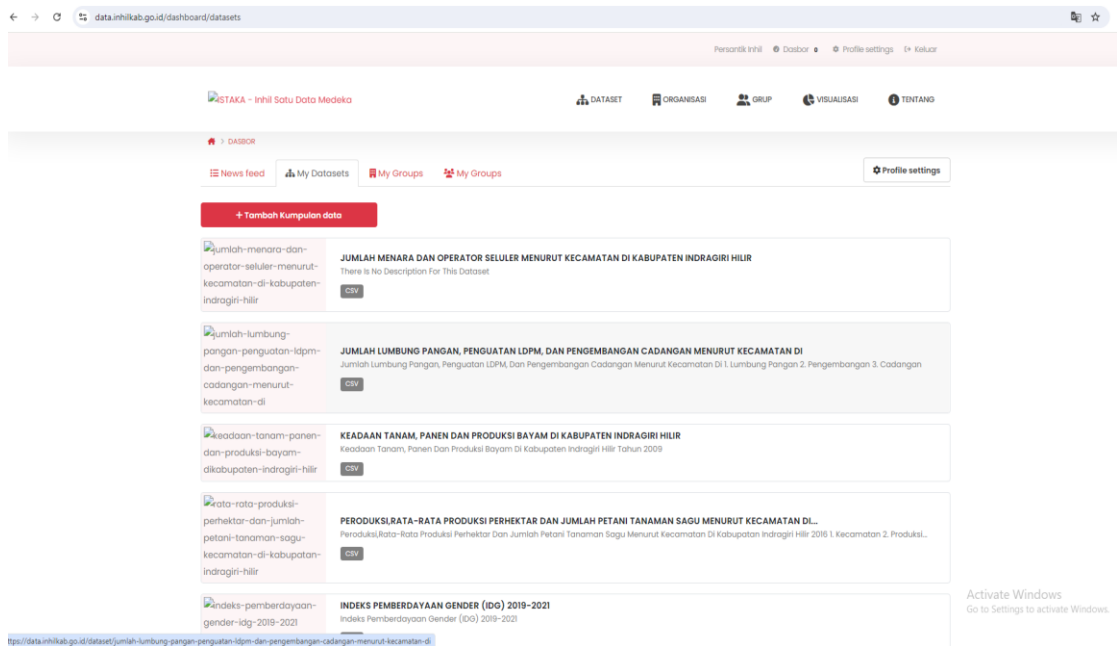 data.inhilkab.go.id/dashboard/datasets
Persantik Inhil Dasbor 0 Profile settings Keluar
ISTAKA - Inhil Satu Data Medeka
DATASET ORGANISASI GRUP VISUALISASI TENTANG
> DASBOR
News feed My Datasets My Groups My Groups Profile settings
+ Tambah Kumpulan data
jumlah-menara-dan-
operator-seluler-menurut-
kecamatan-di-kabupaten-
indragiri-hilir
JUMLAH MENARA DAN OPERATOR SELULER MENURUT KECAMATAN DI KABUPATEN INDRAGIRI HILIR
There Is No Description For This Dataset
CSV
jumlah-lumbung-
pangan-penguatan-ldpm-
dan-pengembangan-
cadangan-menurut-
kecamatan-di
JUMLAH LUMBUNG PANGAN, PENGUATAN LDPM, DAN PENGEMBANGAN CADANGAN MENURUT KECAMATAN DI
Jumlah Lumbung Pangan, Penguatan LDPM, Dan Pengembangan Cadangan Menurut Kecamatan Di 1. Lumbung Pangan 2. Pengembangan 3. Cadangan
CSV
keadaan-tanam-panen-
dan-produksi-bayam-
dikabupaten-indragiri-hilir
KEADAAN TANAM, PANEN DAN PRODUKSI BAYAM DI KABUPATEN INDRAGIRI HILIR
Keadaan Tanam, Panen Dan Produksi Bayam Di Kabupaten Indragiri Hilir Tahun 2009
CSV
rata-rata-produksi-
perhektar-dan-jumlah-
petani-tanaman-sagu-
kecamatan-di-kabupatan-
indragiri-hilir
PERODUKSI,RATA-RATA PRODUKSI PERHEKTAR DAN JUMLAH PETANI TANAMAN SAGU MENURUT KECAMATAN DI...
Peroduksi,Rata-Rata Produksi Perhektar Dan Jumlah Petani Tanaman Sagu Menurut Kecamatan Di Kabupatan Indragiri Hilir 2016 1. Kecamatan 2. Produksi...
CSV
indeks-pemberdayaan-
gender-idg-2019-2021
INDEKS PEMBERDAYAAN GENDER (IDG) 2019-2021
Indeks Pemberdayaan Gender (IDG) 2019-2021
Activate Windows
Go to Settings to activate Windows.
ttps://data.inhilkab.go.id/dataset/jumlah-lumbung-pangan-penguatan-ldpm-dan-pengembangan-cadangan-menurut-kecamatan-di